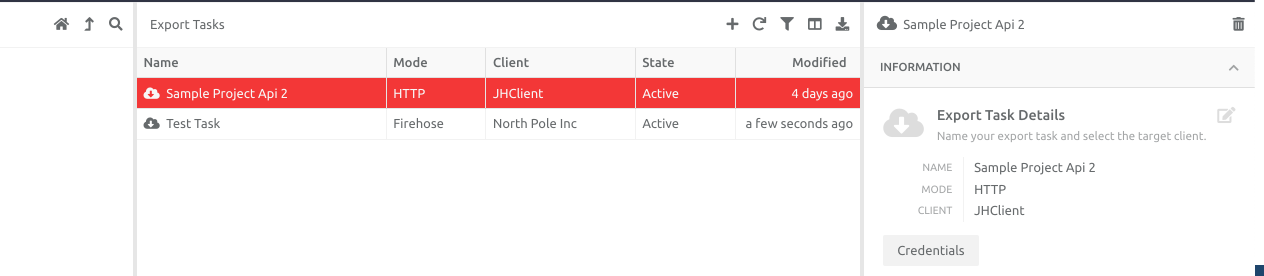 Export Tasks
Name Mode Client State Modified
Sample Project Api 2 HTTP JHClient Active 4 days ago
Test Task Firehose North Pole Inc Active a few seconds ago
Sample Project Api 2
INFORMATION
Export Task Details
Name your export task and select the target client.
NAME Sample Project Api 2
MODE HTTP
CLIENT JHClient
Credentials